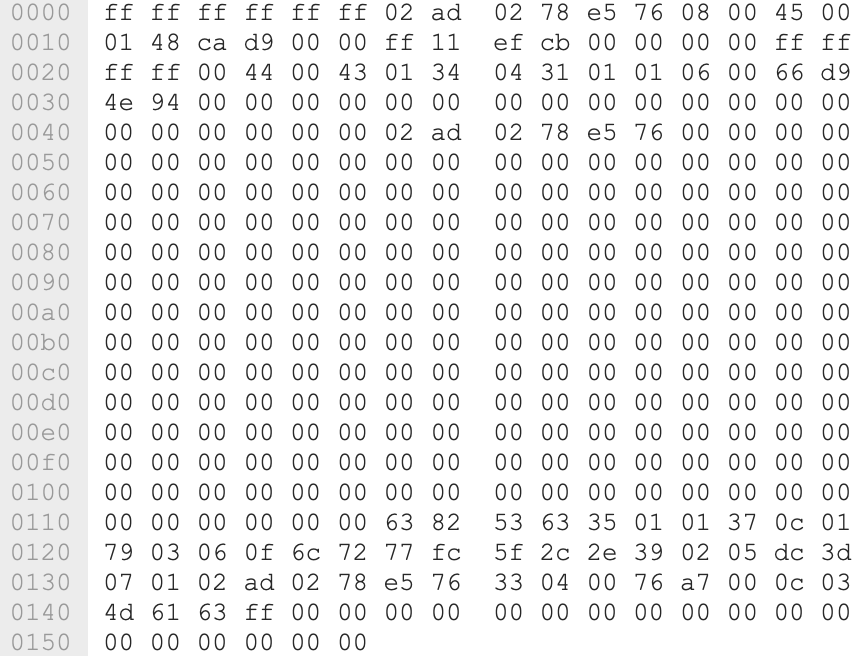 0000 ff ff ff ff ff ff 02 ad 02 78 e5 76 08 00 45 00
0010 01 48 ca d9 00 00 ff 11 ef cb 00 00 00 00 ff ff
0020 ff ff 00 44 00 43 01 34 04 31 01 01 06 00 66 d9
0030 4e 94 00 00 00 00 00 00 00 00 00 00 00 00 00 00
0040 00 00 00 00 00 00 02 ad 02 78 e5 76 00 00 00 00
0050 00 00 00 00 00 00 00 00 00 00 00 00 00 00 00 00
0060 00 00 00 00 00 00 00 00 00 00 00 00 00 00 00 00
0070 00 00 00 00 00 00 00 00 00 00 00 00 00 00 00 00
0080 00 00 00 00 00 00 00 00 00 00 00 00 00 00 00 00
0090 00 00 00 00 00 00 00 00 00 00 00 00 00 00 00 00
00a0 00 00 00 00 00 00 00 00 00 00 00 00 00 00 00 00
00b0 00 00 00 00 00 00 00 00 00 00 00 00 00 00 00 00
00c0 00 00 00 00 00 00 00 00 00 00 00 00 00 00 00 00
00d0 00 00 00 00 00 00 00 00 00 00 00 00 00 00 00 00
00e0 00 00 00 00 00 00 00 00 00 00 00 00 00 00 00 00
00f0 00 00 00 00 00 00 00 00 00 00 00 00 00 00 00 00
0100 00 00 00 00 00 00 00 00 00 00 00 00 00 00 00 00
0110 00 00 00 00 00 00 63 82 53 63 35 01 01 37 0c 01
0120 79 03 06 0f 6c 72 77 fc 5f 2c 2e 39 02 05 dc 3d
0130 07 01 02 ad 02 78 e5 76 33 04 00 76 a7 00 0c 03
0140 4d 61 63 ff 00 00 00 00 00 00 00 00 00 00 00 00
0150 00 00 00 00 00 00